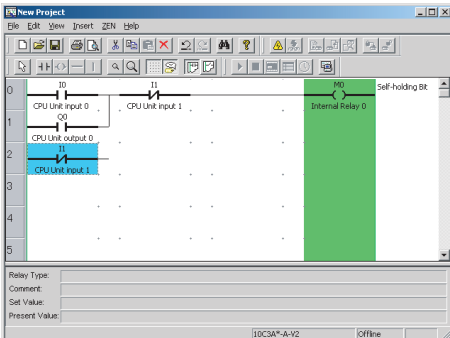 New Project
File Edit View Insert ZEN Help
0
I0
I1
M0
Self-holding Bit
CPU Unit input 0
CPU Unit input 1
Internal Relay 0
1
Q0
CPU Unit output 0
2
I1
CPU Unit input 1
3
4
5
Relay Type:
Comment:
Set Value:
Present Value:
10C3A*-A-V2
Offline